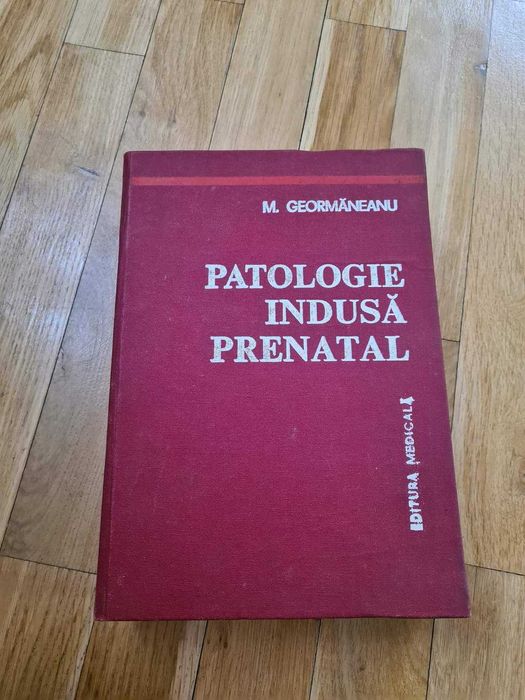 M. GEORMĂNEANU
PATOLOGIE
INDUSĂ
PRENATAL
EDITURA MEDICALĂ